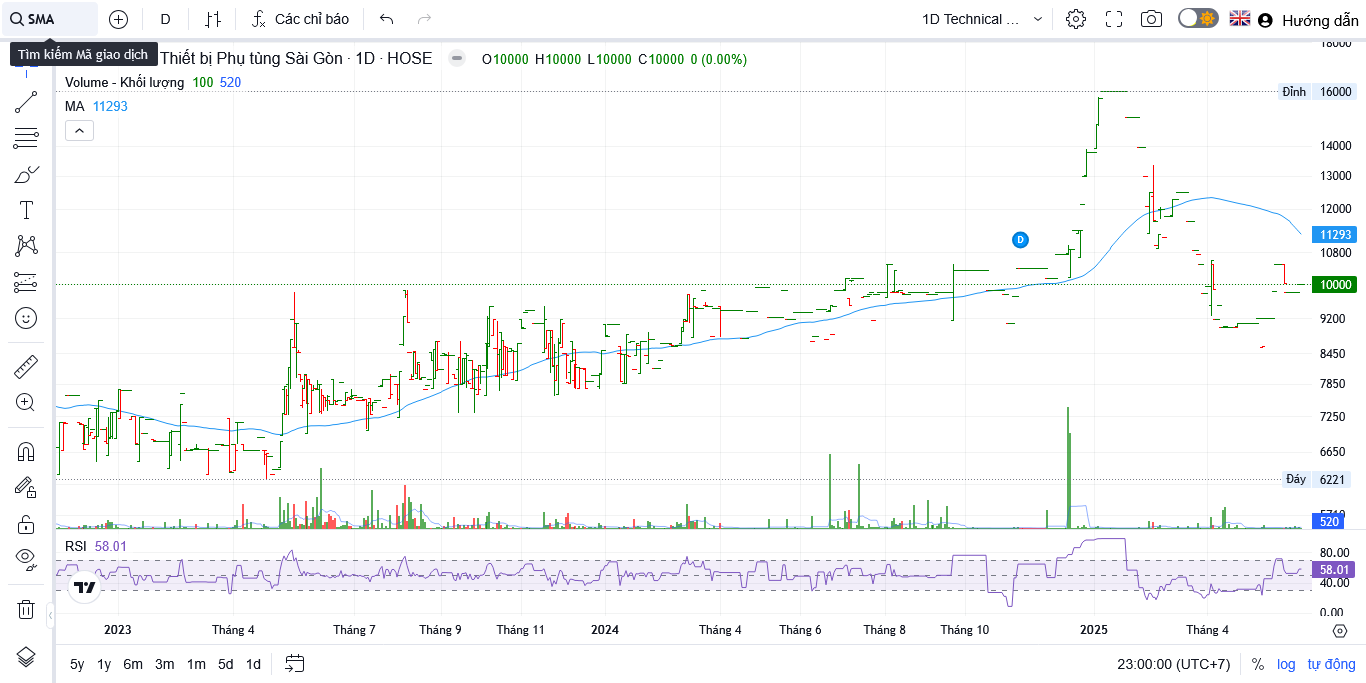 SMA
D
Các chỉ báo
1D Technical ...
Hướng dẫn
Tìm kiếm Mã giao dịch
Thiết bị Phụ tùng Sài Gòn · 1D · HOSE
O10000 H10000 L10000 C10000 0 (0.00%)
Volume - Khối lượng 100 520
MA 11293
18000
Đỉnh 16000
14000
13000
12000
11293
10800
10000
9200
8450
7850
7250
6650
Đáy 6221
520
D
RSI 58.01
80.00
58.01
40.00
0.00
2023 Tháng 4 Tháng 7 Tháng 9 Tháng 11 2024 Tháng 4 Tháng 6 Tháng 8 Tháng 10 2025 Tháng 4
5y 1y 6m 3m 1m 5d 1d
23:00:00 (UTC+7) % log tự động